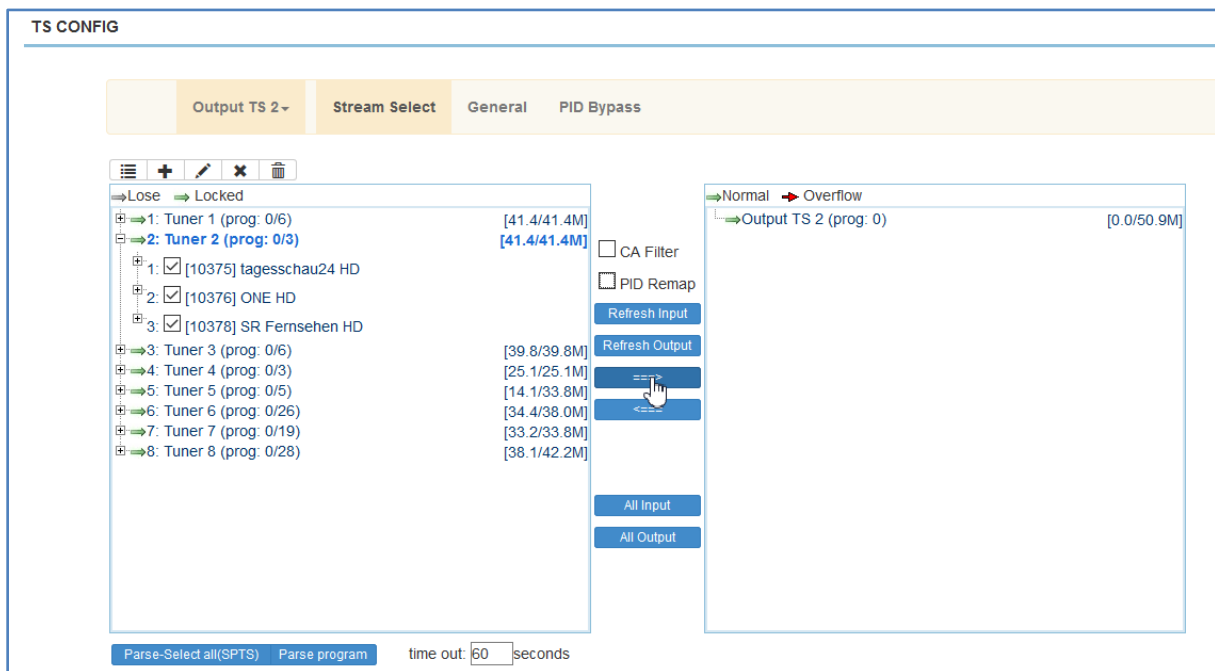 TS CONFIG
Output TS 2 Stream Select General PID Bypass
Lose Locked
1: Tuner 1 (prog: 0/6) [41.4/41.4M]
2: Tuner 2 (prog: 0/3) [41.4/41.4M]
1: [10375] tagesschau24 HD
2: [10376] ONE HD
3: [10378] SR Fernsehen HD
3: Tuner 3 (prog: 0/6) [39.8/39.8M]
4: Tuner 4 (prog: 0/3) [25.1/25.1M]
5: Tuner 5 (prog: 0/5) [14.1/33.8M]
6: Tuner 6 (prog: 0/26) [34.4/38.0M]
7: Tuner 7 (prog: 0/19) [33.2/33.8M]
8: Tuner 8 (prog: 0/28) [38.1/42.2M]
CA Filter
PID Remap
Refresh Input
Refresh Output
===>
<===
All Input
All Output
Normal Overflow
Output TS 2 (prog: 0) [0.0/50.9M]
Parse-Select all(SPTS) Parse program time out: 60 seconds